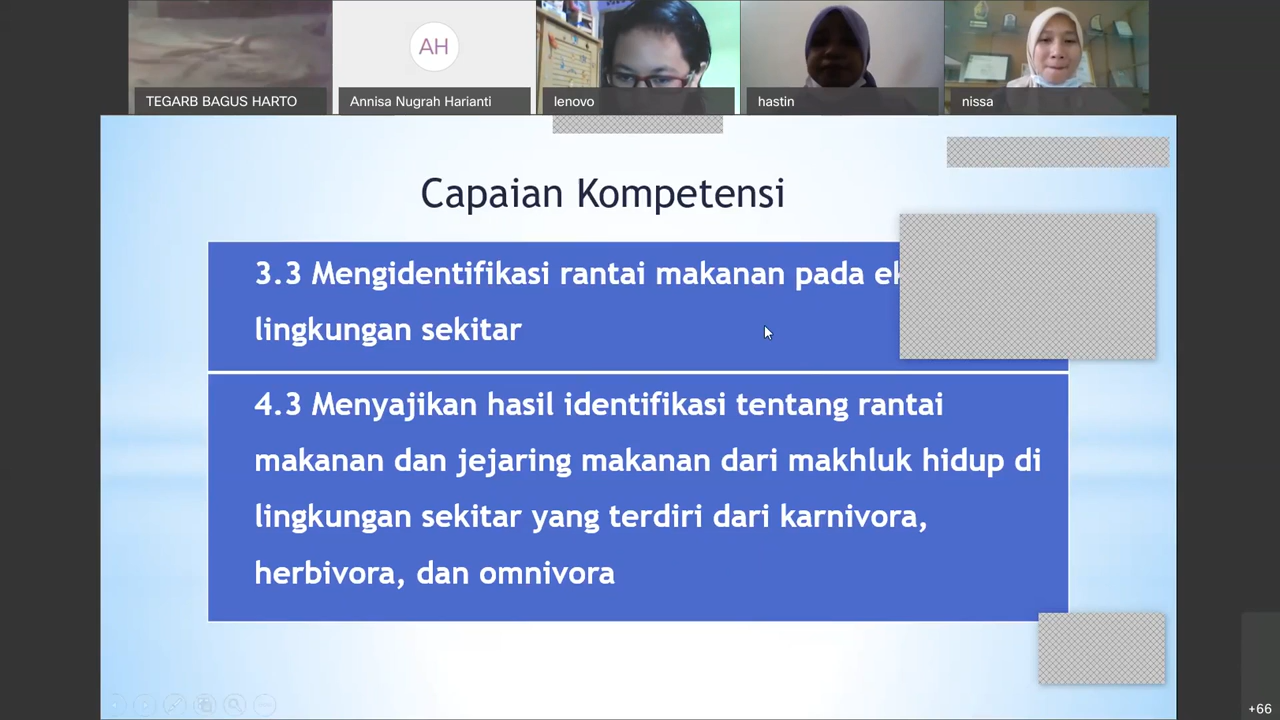 AH
TEGARB BAGUS HARTO
Annisa Nugrah Harianti
lenovo
hastin
nissa
Capaian Kompetensi
3.3 Mengidentifikasi rantai makanan pada
lingkungan sekitar
4.3 Menyajikan hasil identifikasi tentang rantai
makanan dan jejaring makanan dari makhluk hidup di
lingkungan sekitar yang terdiri dari karnivora,
herbivora, dan omnivora
+66